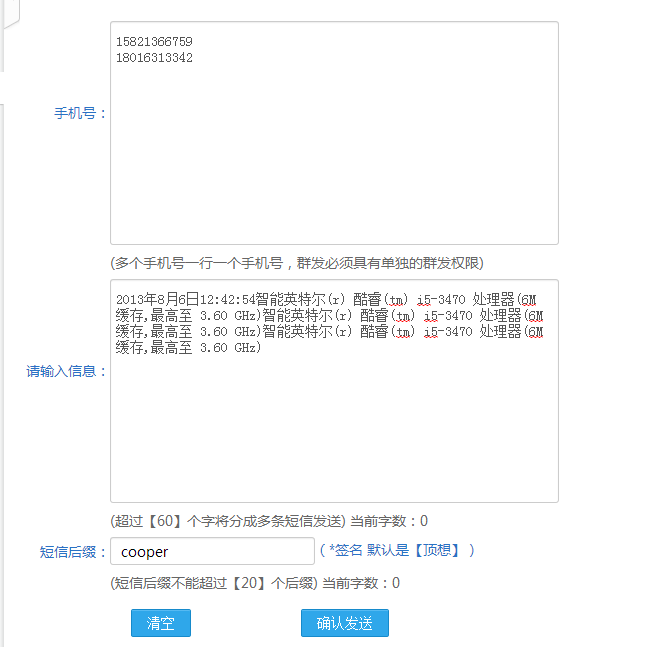 15821366759
18016313342
手机号：
(多个手机号一行一个手机号，群发必须具有单独的群发权限)
2013年8月6日12:42:54智能英特尔(r) 酷睿(tm) i5-3470 处理器(6M
缓存,最高至 3.60 GHz)智能英特尔(r) 酷睿(tm) i5-3470 处理器(6M
缓存,最高至 3.60 GHz)智能英特尔(r) 酷睿(tm) i5-3470 处理器(6M
缓存,最高至 3.60 GHz)
请输入信息：
(超过【60】个字将分成多条短信发送) 当前字数：0
短信后缀： cooper ( *签名 默认是【顶想】 )
(短信后缀不能超过【20】个后缀) 当前字数：0
清空 确认发送